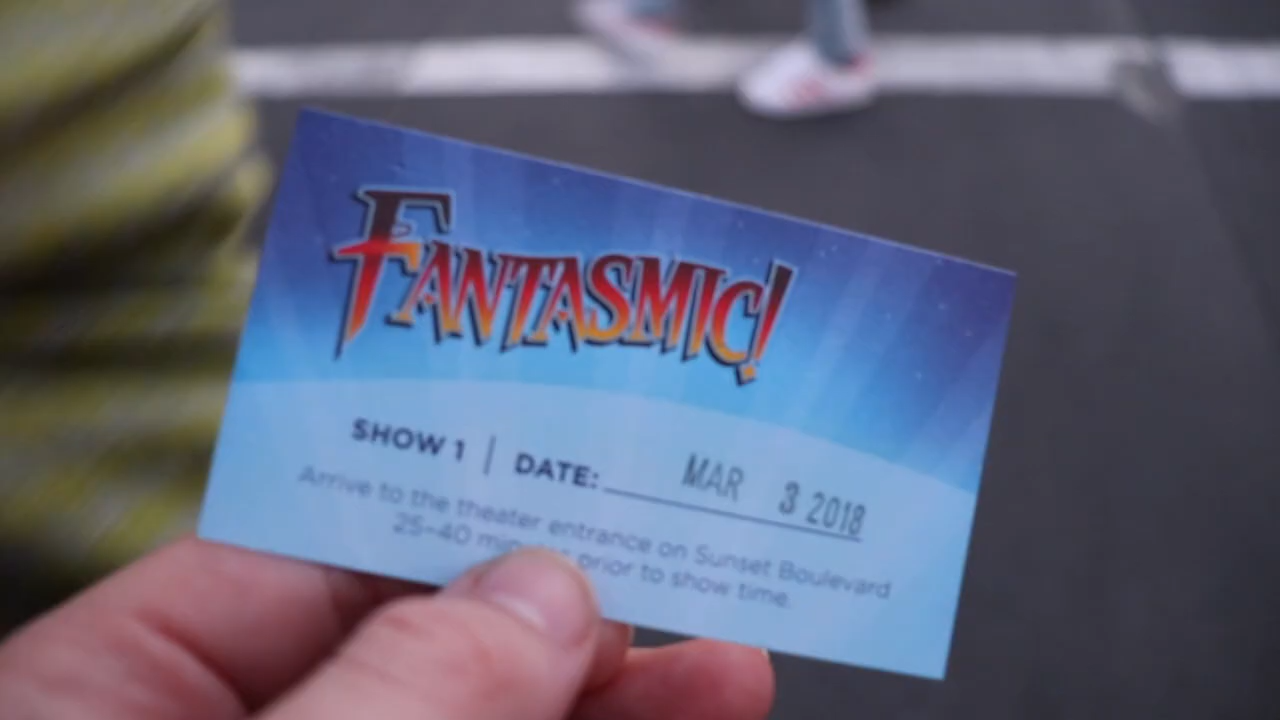 FANTASMIC!
SHOW 1 | DATE: MAR 3 2018
Arrive to the theater entrance on Sunset Boulevard
25-40 prior to show time.